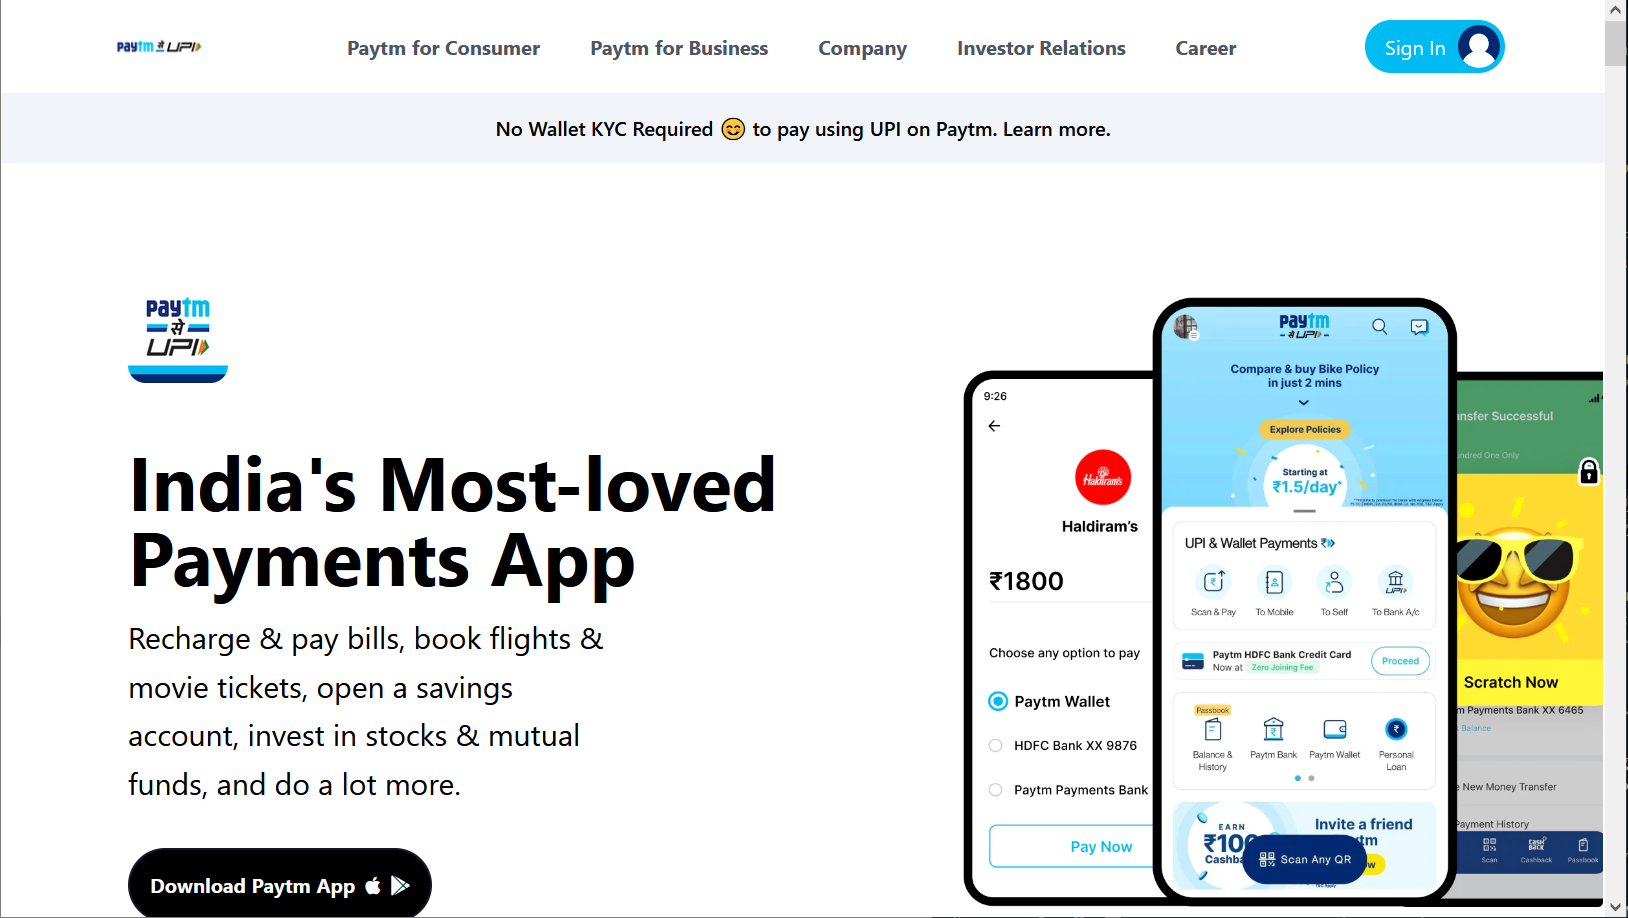 paytm से UPI
Paytm for Consumer
Paytm for Business
Company
Investor Relations
Career
Sign In
No Wallet KYC Required 😊 to pay using UPI on Paytm. Learn more.
paytm
से
UPI
India's Most-loved
Payments App
Recharge & pay bills, book flights &
movie tickets, open a savings
account, invest in stocks & mutual
funds, and do a lot more.
Download Paytm App
9:26
Haldiram's
Haldiram's
₹1800
Choose any option to pay
Paytm Wallet
HDFC Bank XX 9876
Paytm Payments Bank
Pay Now
paytm
से UPI
Compare & buy Bike Policy
in just 2 mins
Explore Policies
Starting at
₹1.5/day*
UPI & Wallet Payments
Scan & Pay
To Mobile
To Self
UPI
To Bank A/c
Paytm HDFC Bank Credit Card
Now at Zero Joining Fee
Proceed
Passbook
Balance &
History
Paytm Bank
Paytm Wallet
Personal
Loan
EARN
₹100
Cashba
Invite a friend
tm
Scan Any QR
T&C Apply
nsfer Successful
ndred One Only
Scratch Now
m Payments Bank XX 6465
t Balance
e New Money Transfer
Payment History
Scan
CASH BACK
Cashback
Passbook